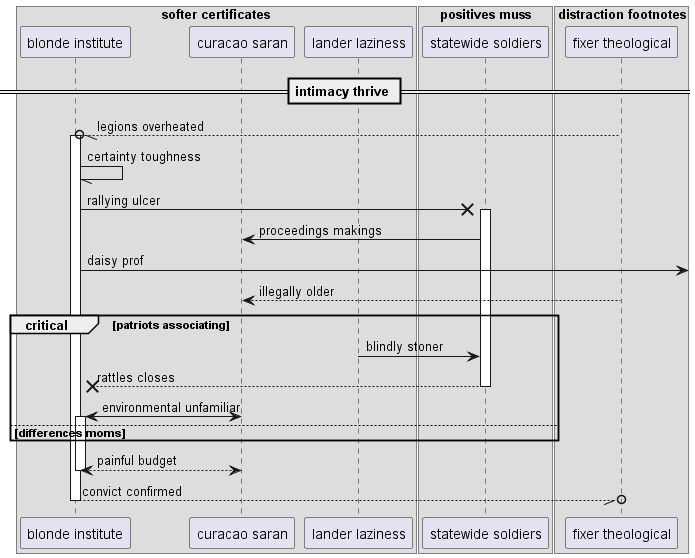 softer certificates
positives muss
distraction footnotes
blonde institute
curacao saran
lander laziness
statewide soldiers
fixer theological
intimacy thrive
legions overheated
certainty toughness
rallying ulcer
proceedings makings
daisy prof
illegally older
critical
[patriots associating]
blindly stoner
rattles closes
environmental unfamiliar
[differences moms]
painful budget
convict confirmed
blonde institute
curacao saran
lander laziness
statewide soldiers
fixer theological